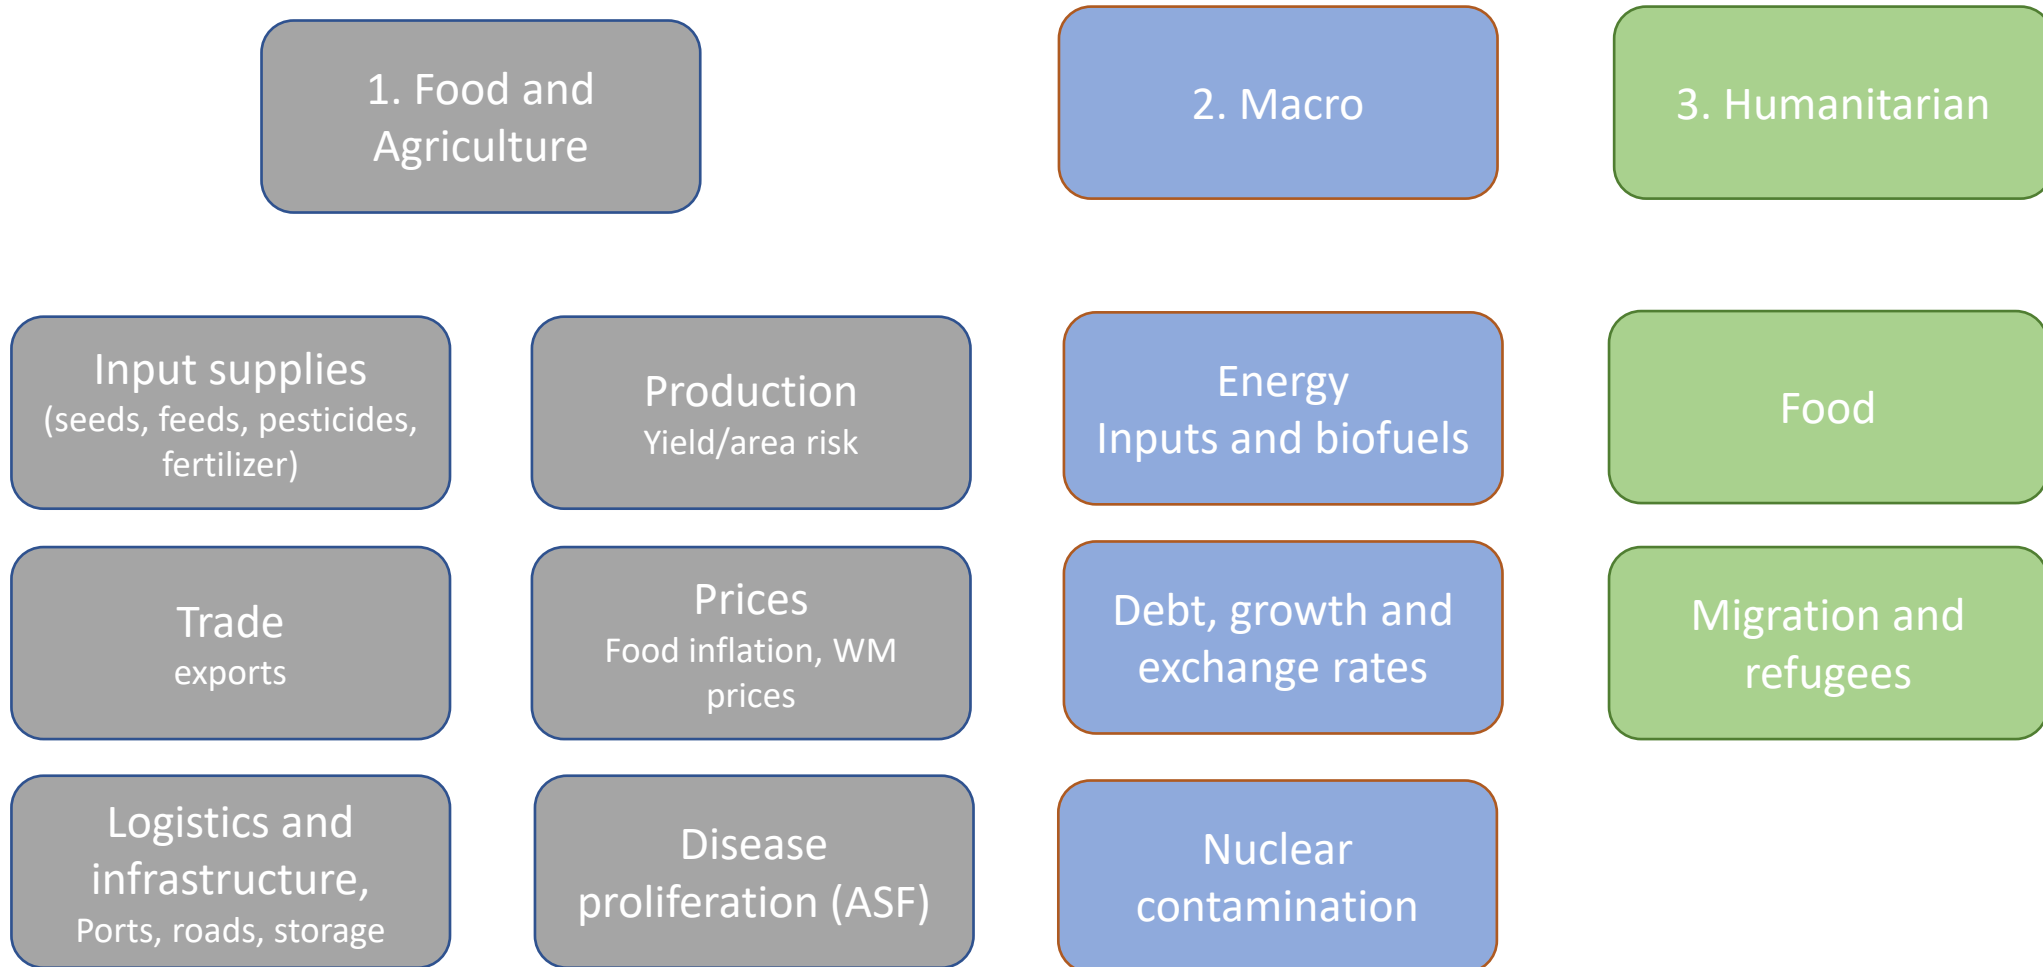 1. Food and
Agriculture
2. Macro
3. Humanitarian
Input supplies
(seeds, feeds, pesticides,
fertilizer)
Production
Yield/area risk
Energy
Inputs and biofuels
Food
Trade
exports
Prices
Food inflation, WM
prices
Debt, growth and
exchange rates
Migration and
refugees
Logistics and
infrastructure,
Ports, roads, storage
Disease
proliferation (ASF)
Nuclear
contamination